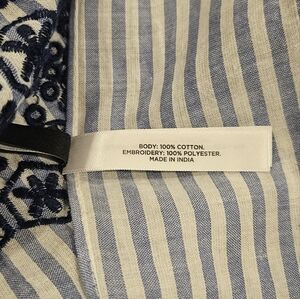 BODY: 100% COTTON.
EMBROIDERY: 100% POLYESTER.
MADE IN INDIA